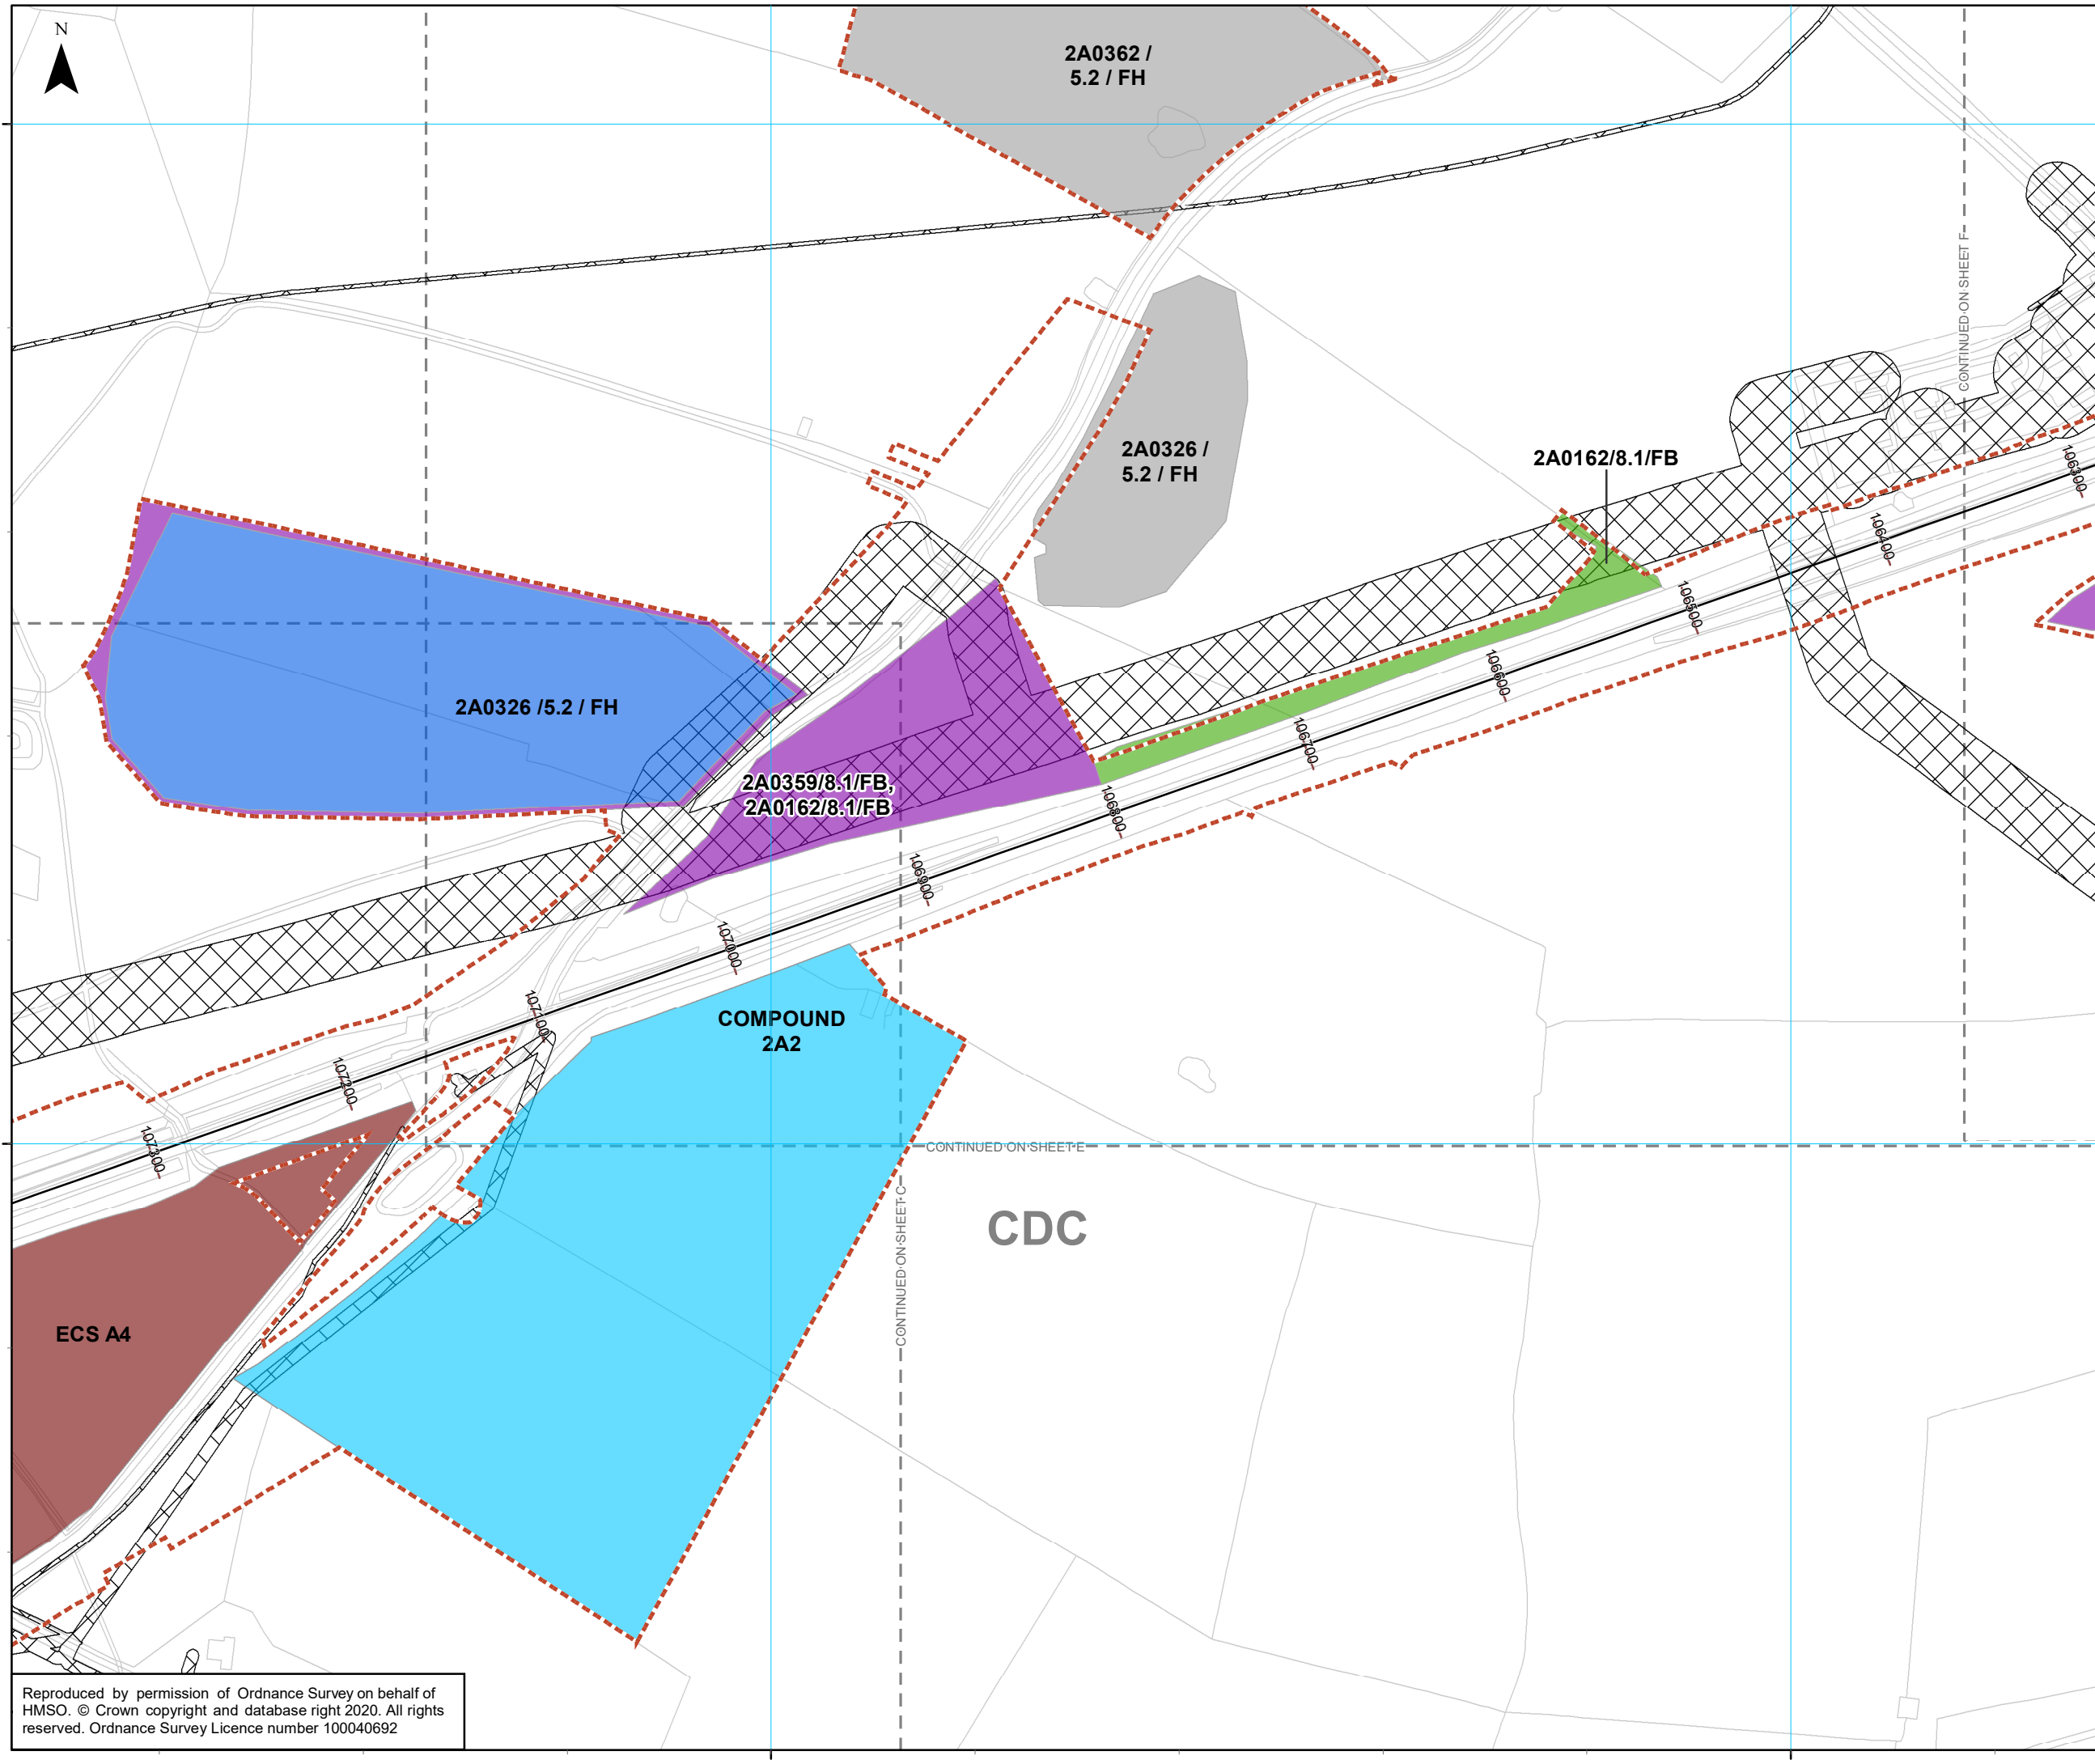 N
2A0362 /
5.2 / FH
CONTINUED ON SHEET F
2A0326 /
5.2 / FH
2A0162/8.1/FB
106300
106400
106500
106600
106700
106800
106900
107000
107100
107200
107300
2A0326 /5.2 / FH
2A0359/8.1/FB,
2A0162/8.1/FB
COMPOUND
2A2
CONTINUED ON SHEET E
CONTINUED ON SHEET C
CDC
ECS A4
Reproduced by permission of Ordnance Survey on behalf of
HMSO. © Crown copyright and database right 2020. All rights
reserved. Ordnance Survey Licence number 100040692